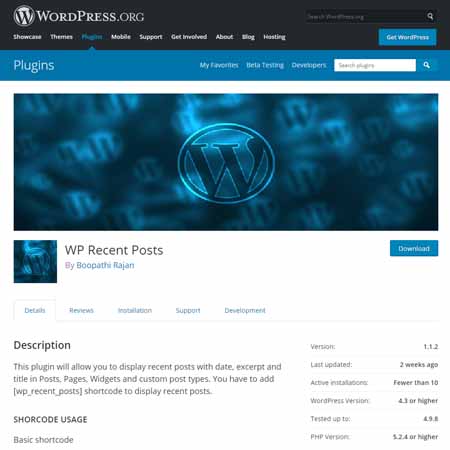 WORDPRESS.ORG
Search WordPress.org
Showcase Themes Plugins Mobile Support Get Involved About Blog Hosting
Get WordPress
Plugins
My Favorites Beta Testing Developers
Search plugins
WP Recent Posts
By Boopathi Rajan
Download
Details Reviews Installation Support Development
Description
This plugin will allow you to display recent posts with date, excerpt and
title in Posts, Pages, Widgets and custom post types. You have to add
[wp_recent_posts] shortcode to display recent posts.
SHORCODE USAGE
Basic shortcode
Version: 1.1.2
Last updated: 2 weeks ago
Active installations: Fewer than 10
WordPress Version: 4.3 or higher
Tested up to: 4.9.8
PHP Version: 5.2.4 or higher